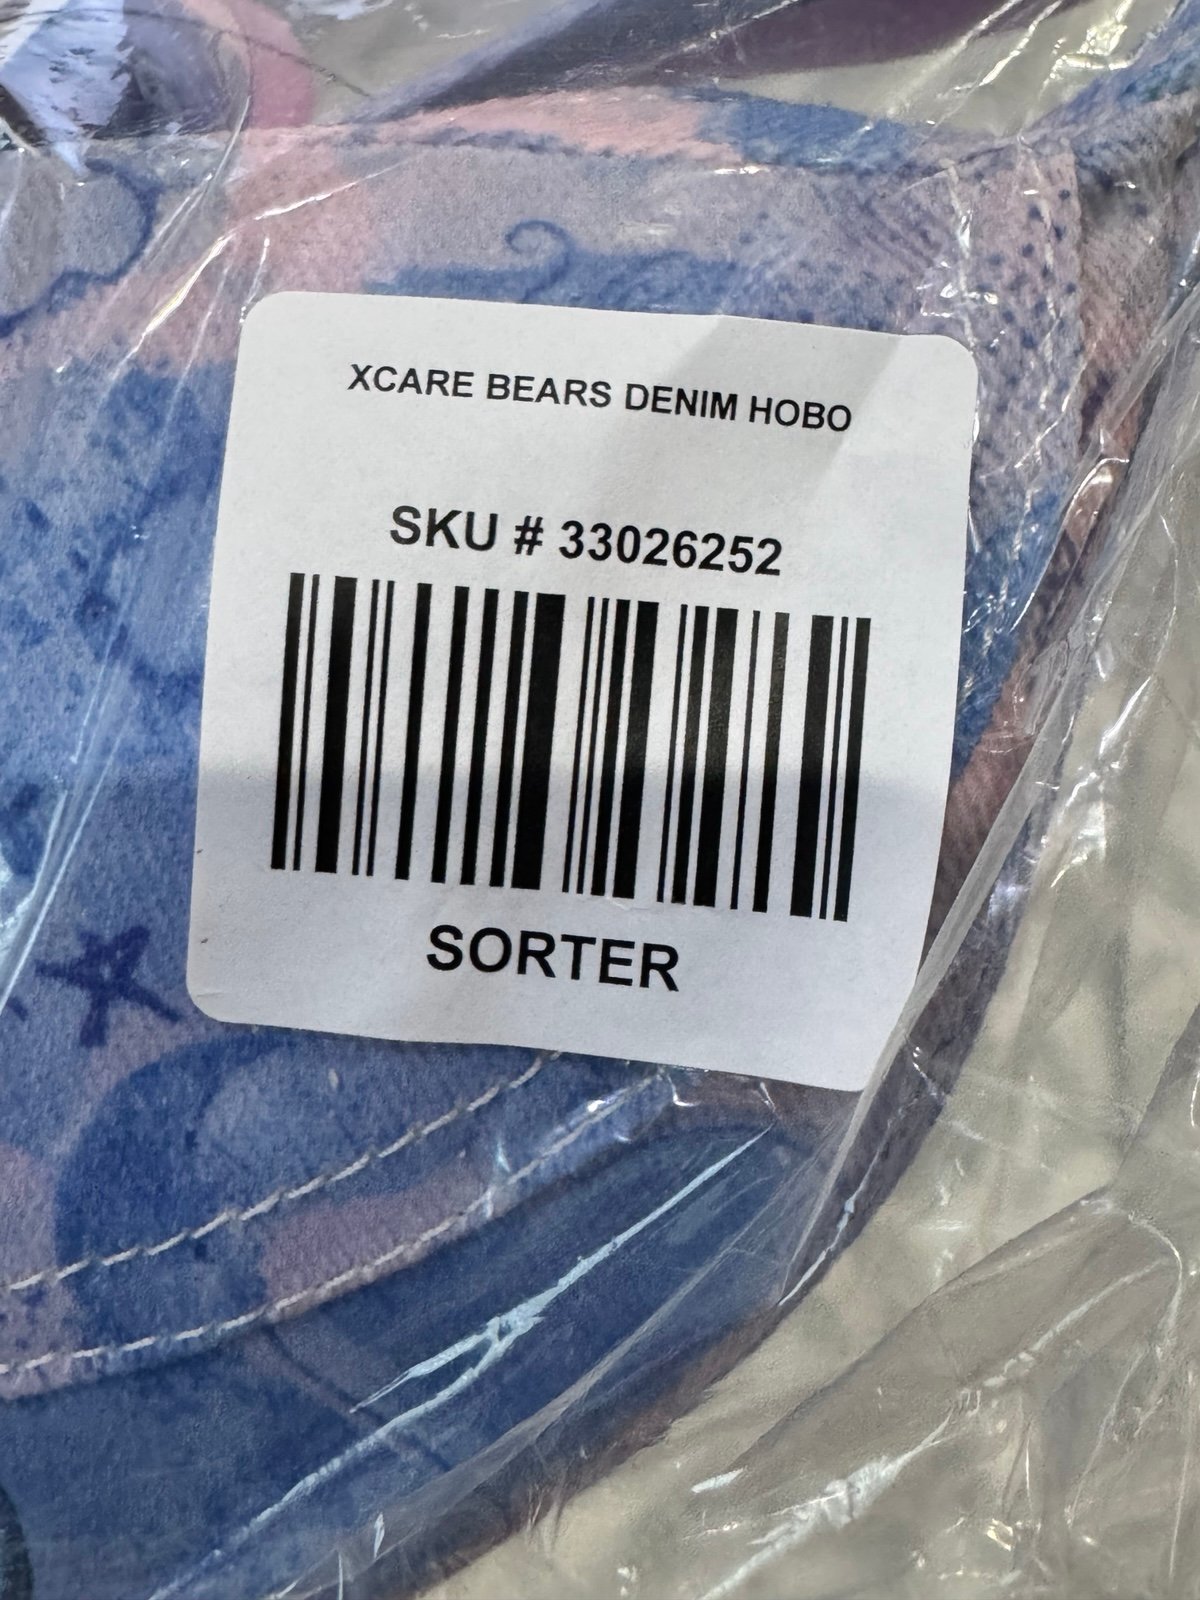 XCARE BEARS DENIM HOBO
SKU # 33026252
SORTER